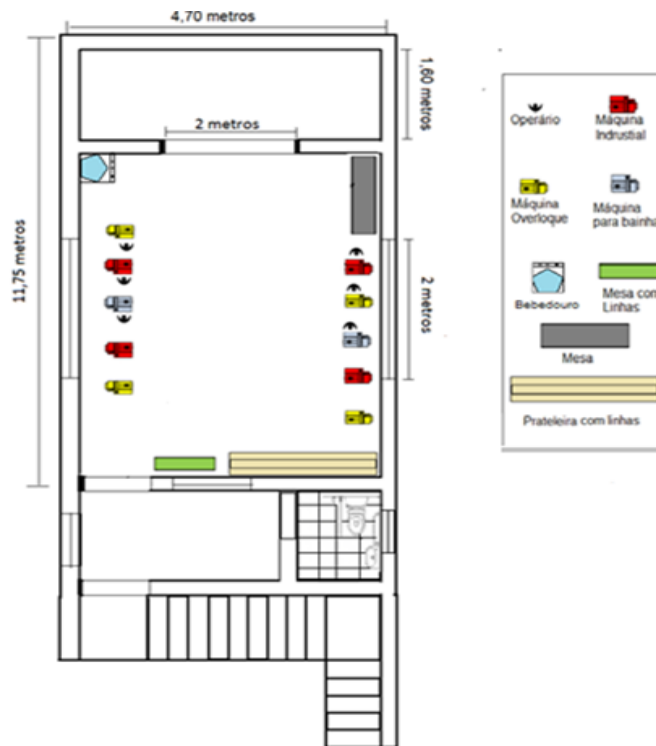 4,70 metros
1,60 metros
2 metros
11,75 metros
2 metros
Operário
Máquina
Indrustial
Máquina
Overloque
Máquina
para bainha
Bebedouro
Mesa com
Linhas
Mesa
Prateleira com linhas